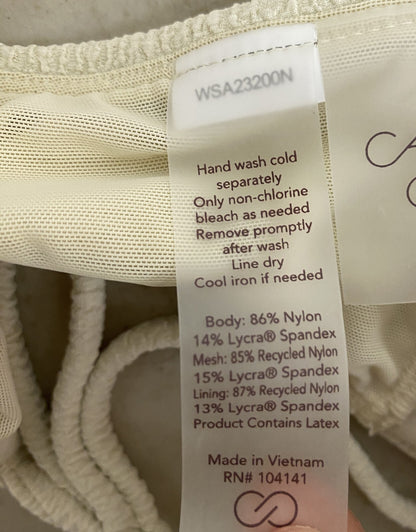 WSA23200N
Hand wash cold
separately
Only non-chlorine
bleach as needed
Remove promptly
after wash
Line dry
Cool iron if needed
Body: 86% Nylon
14% Lycra® Spandex
Mesh: 85% Recycled Nylon
15% Lycra® Spandex
Lining: 87% Recycled Nylon
13% Lycra® Spandex
Product Contains Latex
Made in Vietnam
RN# 104141